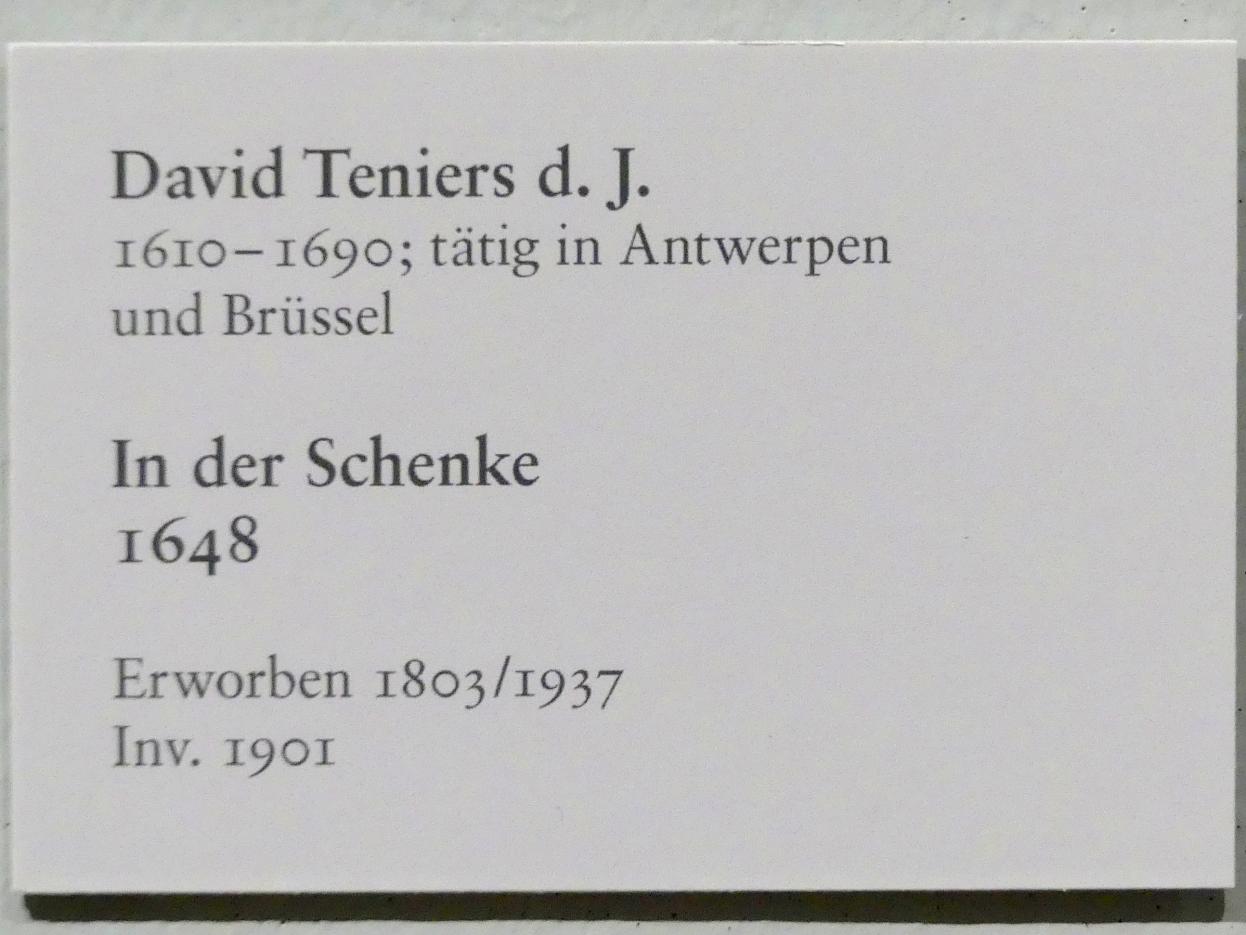 David Teniers d. J.
1610–1690; tätig in Antwerpen
und Brüssel
In der Schenke
1648
Erworben 1803/1937
Inv. 1901